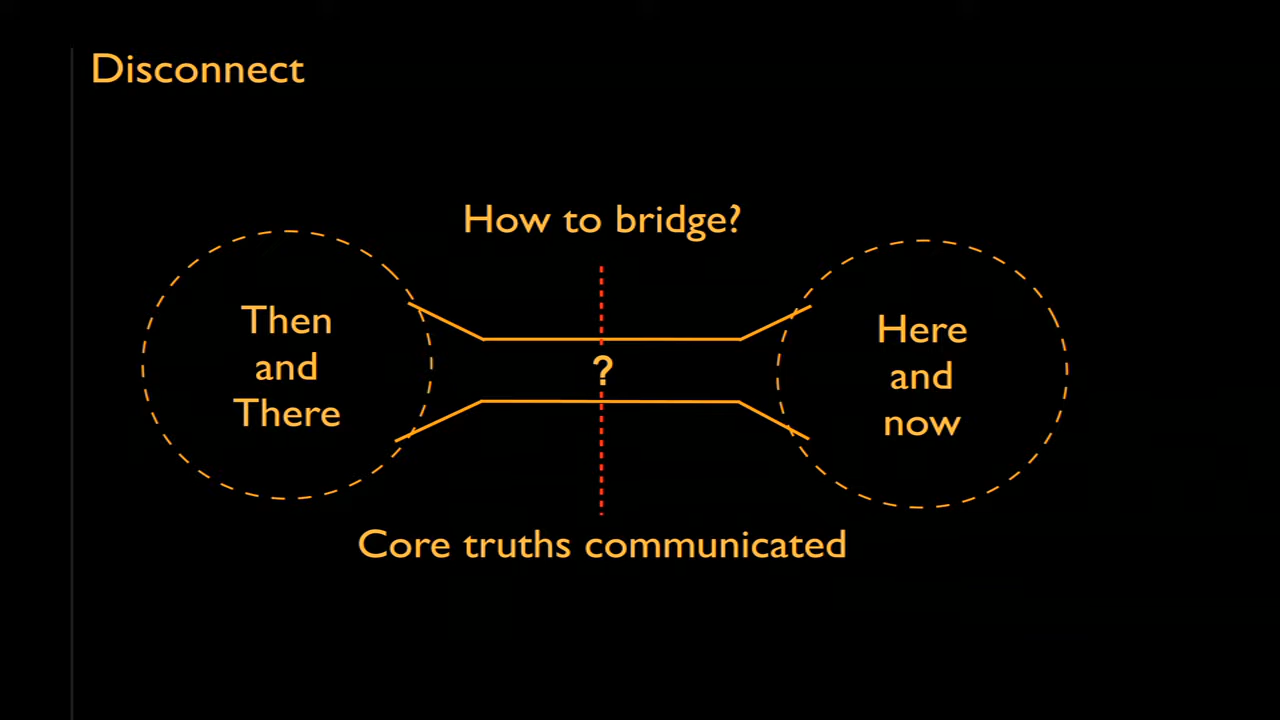 Disconnect
How to bridge?
Then
and
There
?
Here
and
now
Core truths communicated